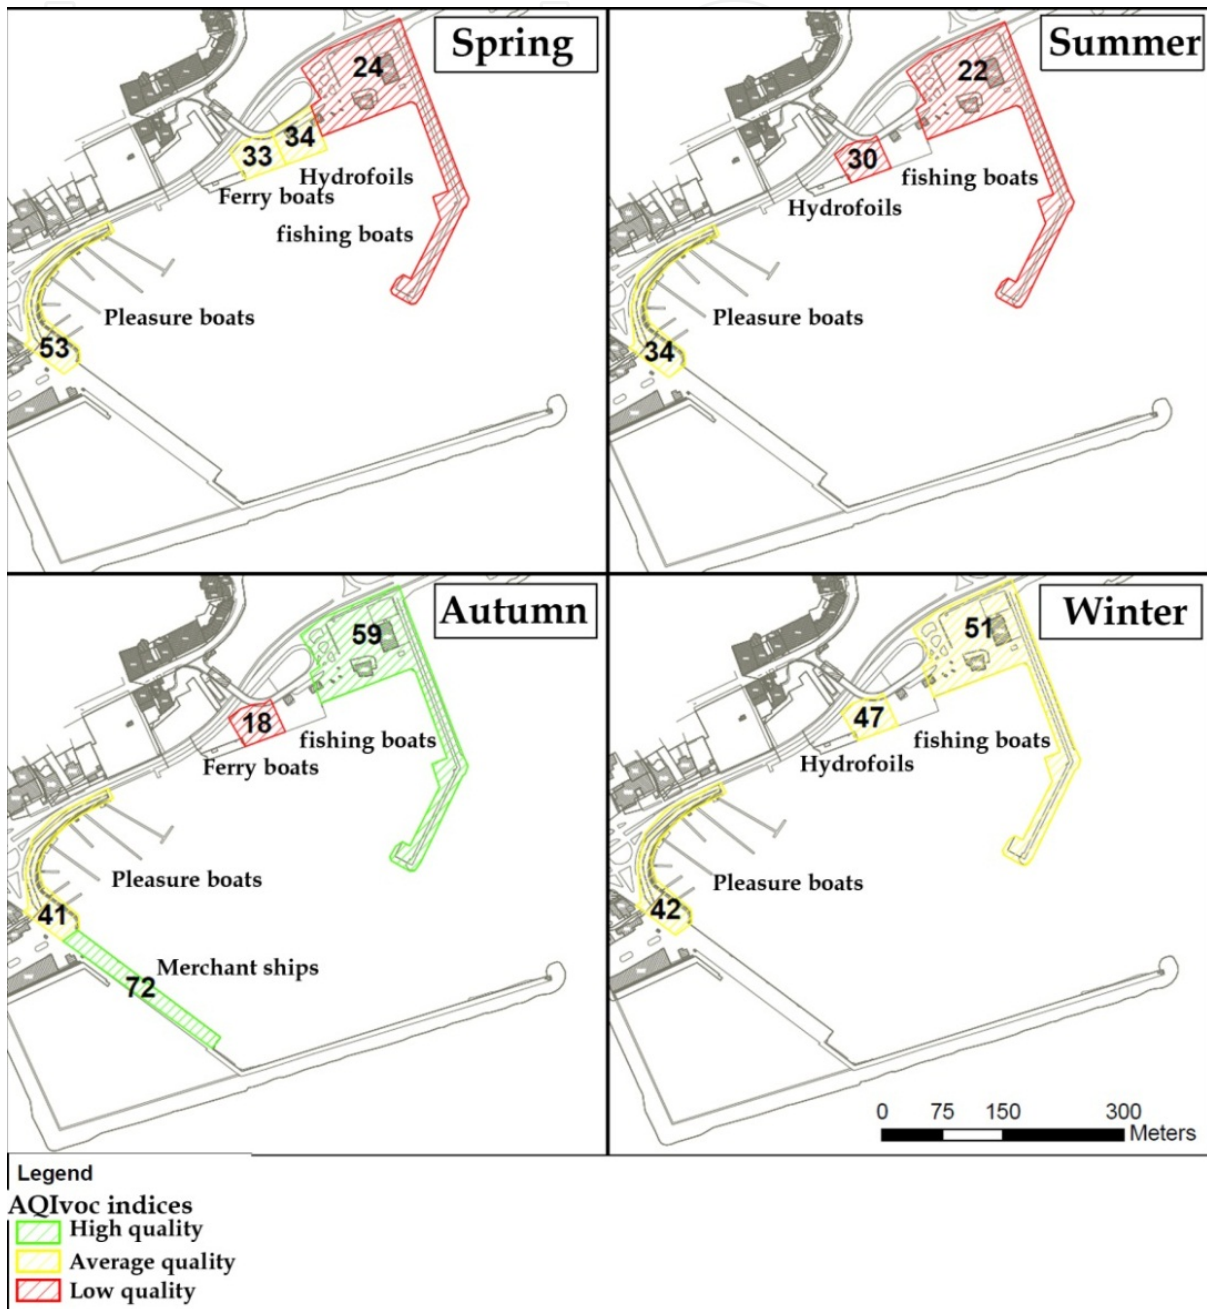 Spring
24
33
34
Hydrofoils
Ferry boats
fishing boats
Pleasure boats
53
Summer
22
30
fishing boats
Hydrofoils
Pleasure boats
34
Autumn
59
18
fishing boats
Ferry boats
Pleasure boats
41
Merchant ships
72
Winter
51
47
fishing boats
Hydrofoils
Pleasure boats
42
0 75 150 300
Meters
Legend
AQIvoc indices
High quality
Average quality
Low quality